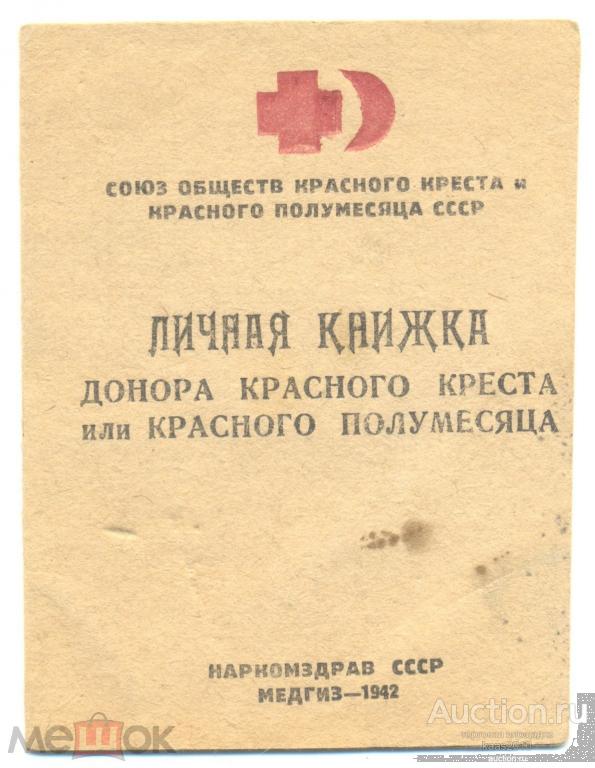 СОЮЗ ОБЩЕСТВ КРАСНОГО КРЕСТА и
КРАСНОГО ПОЛУМЕСЯЦА СССР
ЛИЧНАЯ КНИЖКА
ДОНОРА КРАСНОГО КРЕСТА
или КРАСНОГО ПОЛУМЕСЯЦА
НАРКОМЗДРАВ СССР
МЕДГИЗ—1942
мешок
Auction.ru